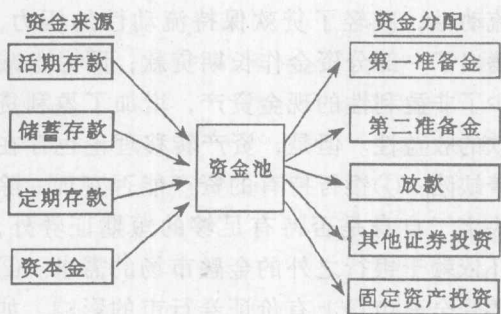 资金来源
资金分配
活期存款
储蓄存款
定期存款
资本金
资金池
第一准备金
第二准备金
放款
其他证券投资
固定资产投资